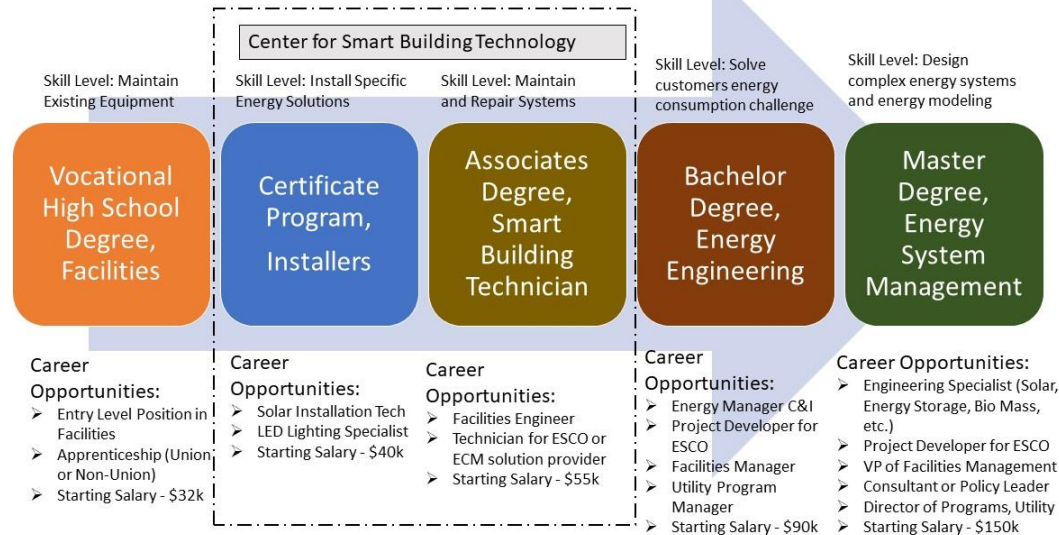 Center for Smart Building Technology
Skill Level: Maintain
Existing Equipment
Skill Level: Install Specific
Energy Solutions
Skill Level: Maintain
and Repair Systems
Skill Level: Solve
customers energy
consumption challenge
Skill Level: Design
complex energy systems
and energy modeling
Vocational
High School
Degree,
Facilities
Certificate
Program,
Installers
Associates
Degree,
Smart
Building
Technician
Bachelor
Degree,
Energy
Engineering
Master
Degree,
Energy
System
Management
Career
Opportunities:
➢ Entry Level Position in
Facilities
➢ Apprenticeship (Union
or Non-Union)
➢ Starting Salary - $32k
Career
Opportunities:
➢ Solar Installation Tech
➢ LED Lighting Specialist
➢ Starting Salary - $40k
Career
Opportunities:
➢ Facilities Engineer
➢ Technician for ESCO or
ECM solution provider
➢ Starting Salary - $55k
Career
Opportunities:
➢ Energy Manager C&I
➢ Project Developer for
ESCO
➢ Facilities Manager
➢ Utility Program
Manager
➢ Starting Salary - $90k
Career Opportunities:
➢ Engineering Specialist (Solar,
Energy Storage, Bio Mass,
etc.)
➢ Project Developer for ESCO
➢ VP of Facilities Management
➢ Consultant or Policy Leader
➢ Director of Programs, Utility
➢ Starting Salary - $150k